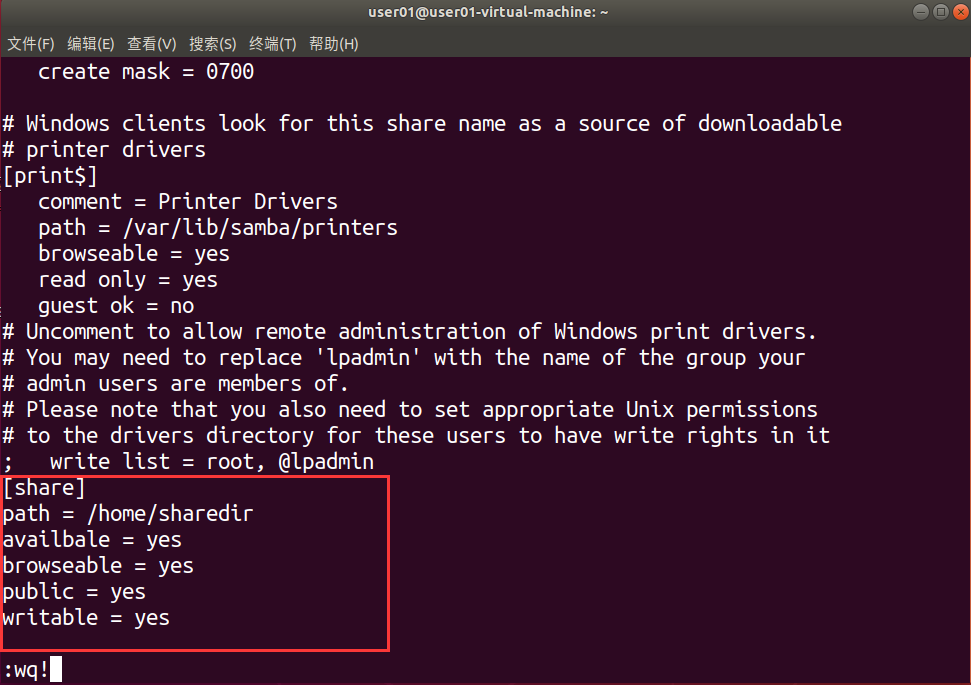 user01@user01-virtual-machine: ~
文件(F) 编辑(E) 查看(V) 搜索(S) 终端(T) 帮助(H)
   create mask = 0700
# Windows clients look for this share name as a source of downloadable
# printer drivers
[print$]
   comment = Printer Drivers
   path = /var/lib/samba/printers
   browseable = yes
   read only = yes
   guest ok = no
# Uncomment to allow remote administration of Windows print drivers.
# You may need to replace 'lpadmin' with the name of the group your
# admin users are members of.
# Please note that you also need to set appropriate Unix permissions
# to the drivers directory for these users to have write rights in it
;   write list = root, @lpadmin
[share]
path = /home/sharedir
availbale = yes
browseable = yes
public = yes
writable = yes
:wq!